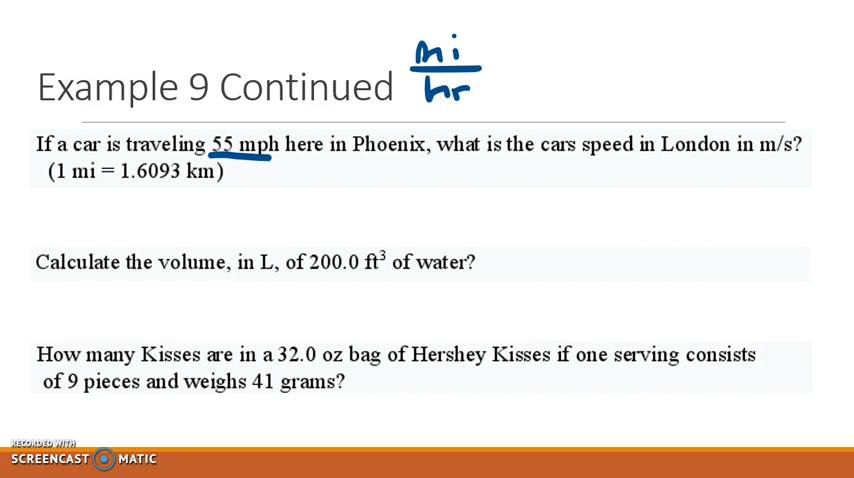 Example 9 Continued
mi
hr
If a car is traveling 55 mph here in Phoenix, what is the cars speed in London in m/s?
(1 mi = 1.6093 km)
Calculate the volume, in L, of 200.0 ft³ of water?
How many Kisses are in a 32.0 oz bag of Hershey Kisses if one serving consists
of 9 pieces and weighs 41 grams?
RECORDED WITH
SCREENCAST MATIC